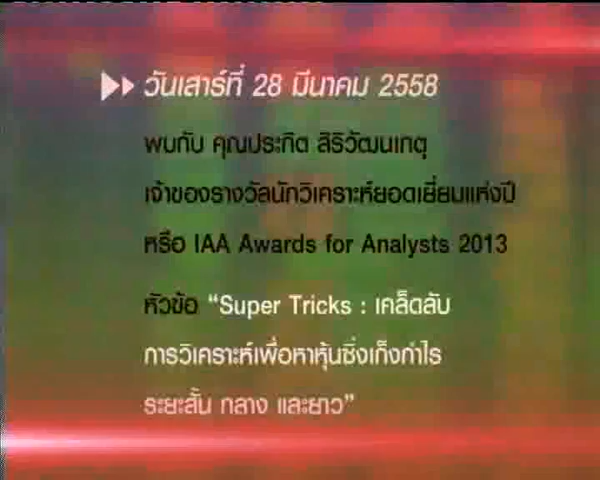 วันเสาร์ที่ 28 มีนาคม 2558
พบกับ คุณประกิต สิริวัฒนเกตุ
เจ้าของรางวัลนักวิเคราะห์ยอดเยี่ยมแห่งปี
หรือ IAA Awards for Analysts 2013
หัวข้อ “Super Tricks : เคล็ดลับ
การวิเคราะห์เพื่อหาหุ้นซิ่งเก็งกำไร
ระยะสั้น กลาง และยาว”